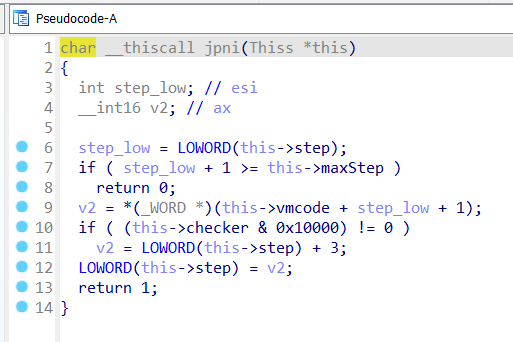 Pseudocode-A
1 char __thiscall jpni(Thiss *this)
2 {
3 int step_low; // esi
4 __int16 v2; // ax
5
6 step_low = LOWORD(this->step);
7 if ( step_low + 1 >= this->maxStep )
8 return 0;
9 v2 = *(_WORD *)(this->vmcode + step_low + 1);
10 if ( (this->checker & 0x10000) != 0 )
11 v2 = LOWORD(this->step) + 3;
12 LOWORD(this->step) = v2;
13 return 1;
14 }